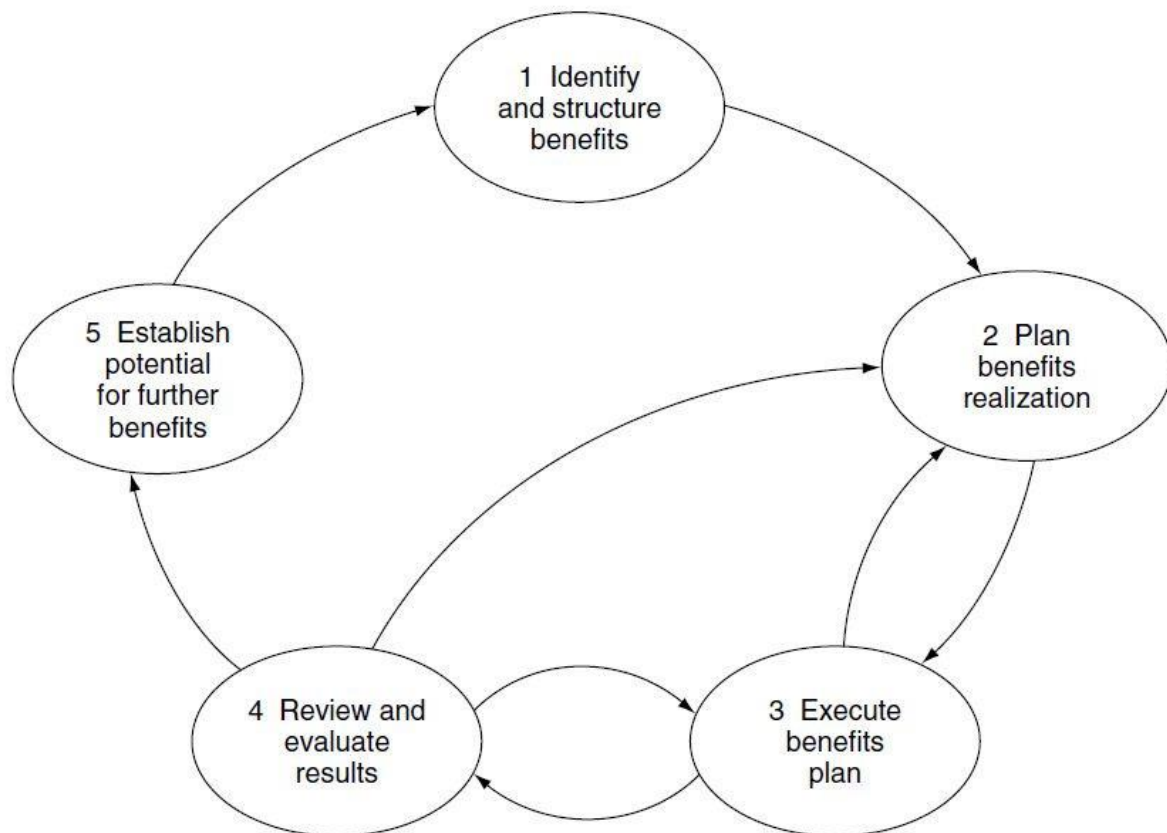 1 Identify
and structure
benefits
2 Plan
benefits
realization
3 Execute
benefits
plan
4 Review and
evaluate
results
5 Establish
potential
for further
benefits